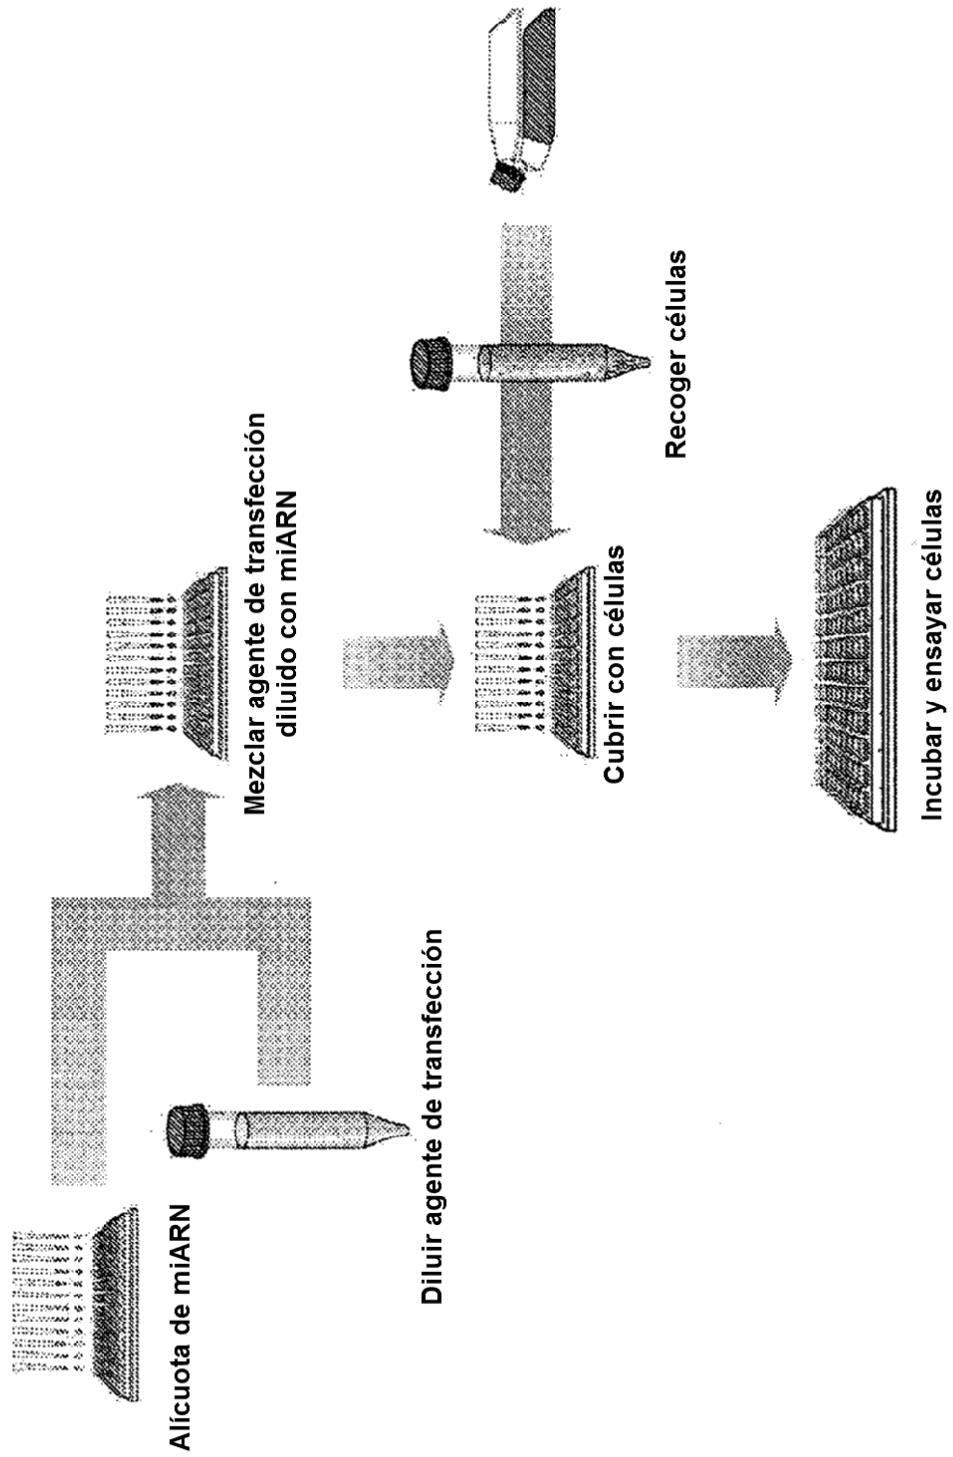 Alícuota de miARN
Diluir agente de transfección
Mezclar agente de transfección
diluido con miARN
Recoger células
Cubrir con células
Incubar y ensayar células